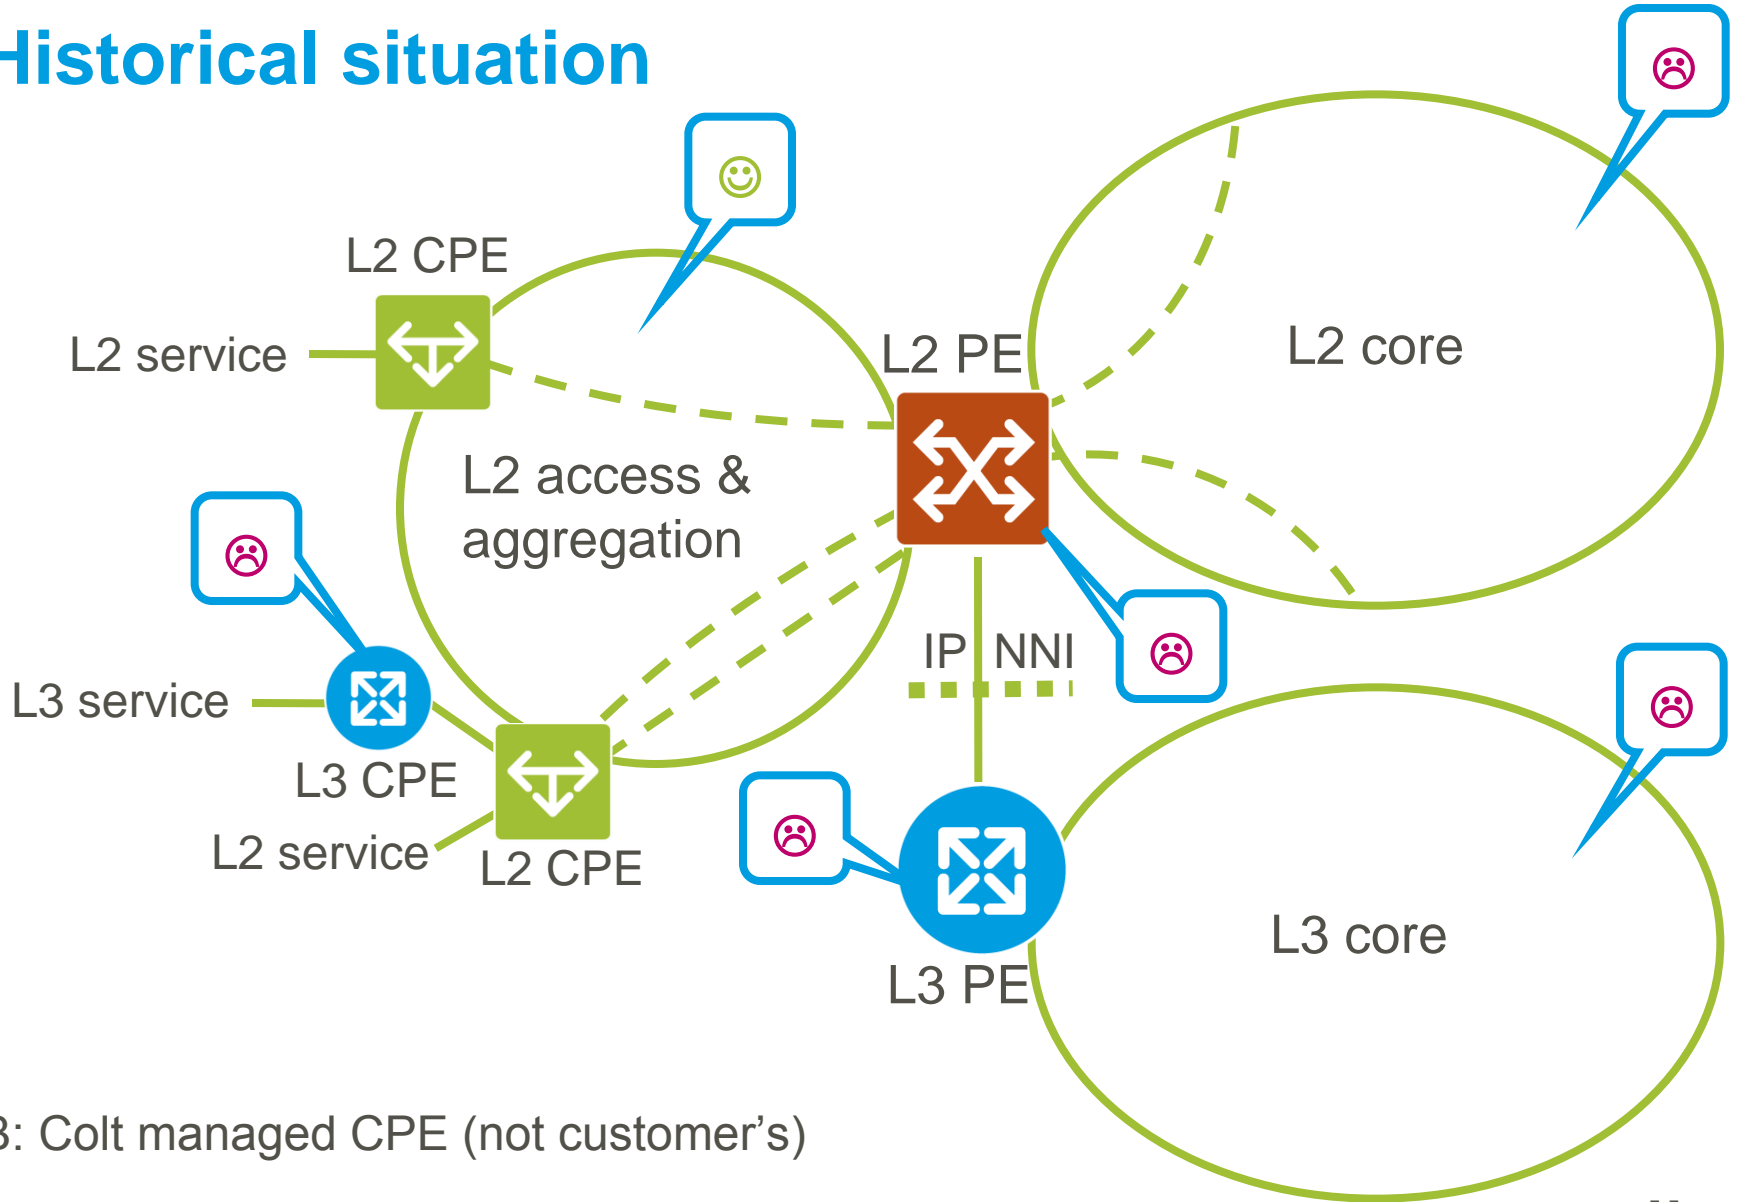 Historical situation
L2 CPE
L2 service
L2 PE
L2 core
L2 access &
aggregation
IP NNI
L3 service
L3 CPE
L2 service
L2 CPE
L3 core
L3 PE
3: Colt managed CPE (not customer's)